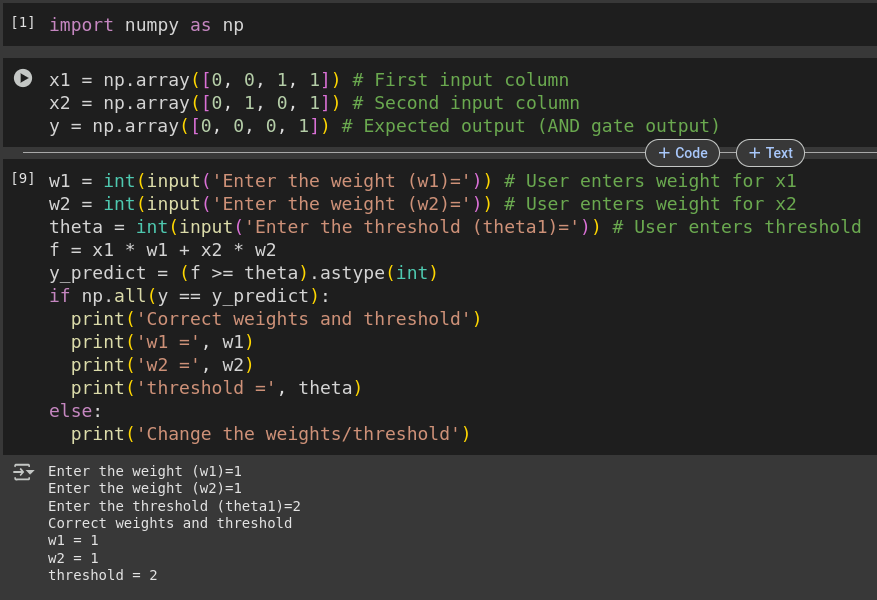 [1] import numpy as np
x1 = np.array([0, 0, 1, 1]) # First input column
x2 = np.array([0, 1, 0, 1]) # Second input column
y = np.array([0, 0, 0, 1]) # Expected output (AND gate output)
+ Code + Text
[9] w1 = int(input('Enter the weight (w1)=')) # User enters weight for x1
w2 = int(input('Enter the weight (w2)=')) # User enters weight for x2
theta = int(input('Enter the threshold (theta1)=')) # User enters threshold
f = x1 * w1 + x2 * w2
y_predict = (f >= theta).astype(int)
if np.all(y == y_predict):
  print('Correct weights and threshold')
  print('w1 =', w1)
  print('w2 =', w2)
  print('threshold =', theta)
else:
  print('Change the weights/threshold')
Enter the weight (w1)=1
Enter the weight (w2)=1
Enter the threshold (theta1)=2
Correct weights and threshold
w1 = 1
w2 = 1
threshold = 2